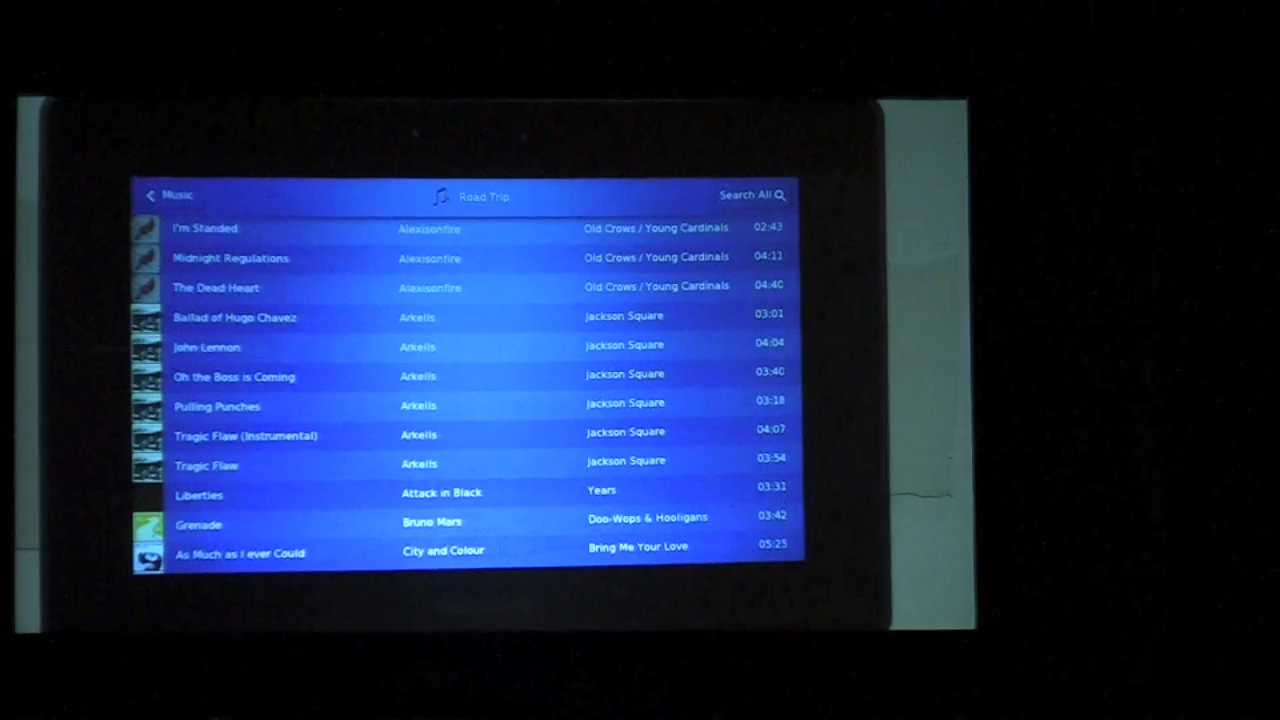 Music Road Trip Search All
I'm Standed Alexisonfire Old Crows / Young Cardinals 02:43
Midnight Regulations Alexisonfire Old Crows / Young Cardinals 04:11
The Dead Heart Alexisonfire Old Crows / Young Cardinals 04:40
Ballad of Hugo Chavez Arkells Jackson Square 03:01
John Lennon Arkells Jackson Square 04:04
Oh the Boss is Coming Arkells Jackson Square 03:40
Pulling Punches Arkells Jackson Square 03:18
Tragic Flaw (Instrumental) Arkells Jackson Square 04:07
Tragic Flaw Arkells Jackson Square 03:54
Liberties Attack in Black Years 03:31
Grenade Bruno Mars Doo-Wops & Hooligans 03:42
As Much as I ever Could City and Colour Bring Me Your Love 05:25